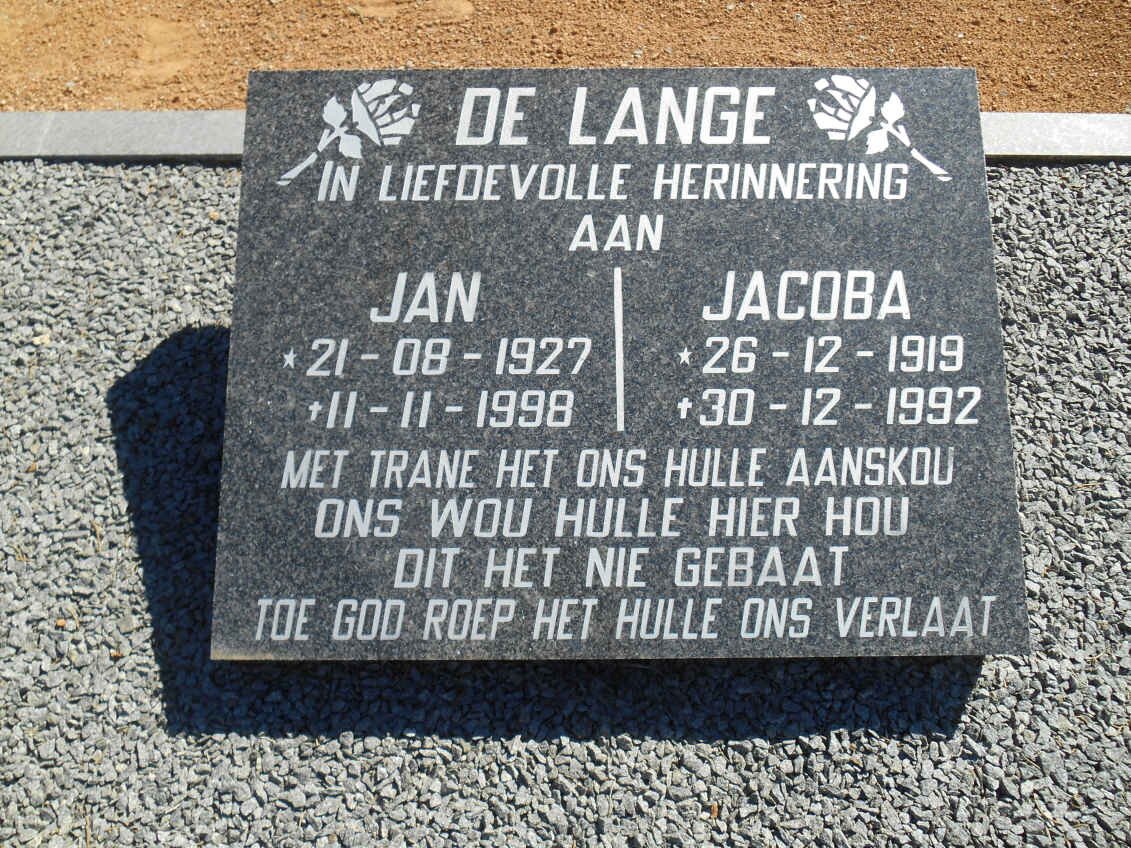 DE LANGE
IN LIEFDEVOLLE HERINNERING
AAN
JAN
*21-08-1927
+11-11-1998
JACOBA
*26-12-1919
+30-12-1992
MET TRANE HET ONS HULLE AANSKOU
ONS WOU HULLE HIER HOU
DIT HET NIE GEBAAT
TOE GOD ROEP HET HULLE ONS VERLAAT